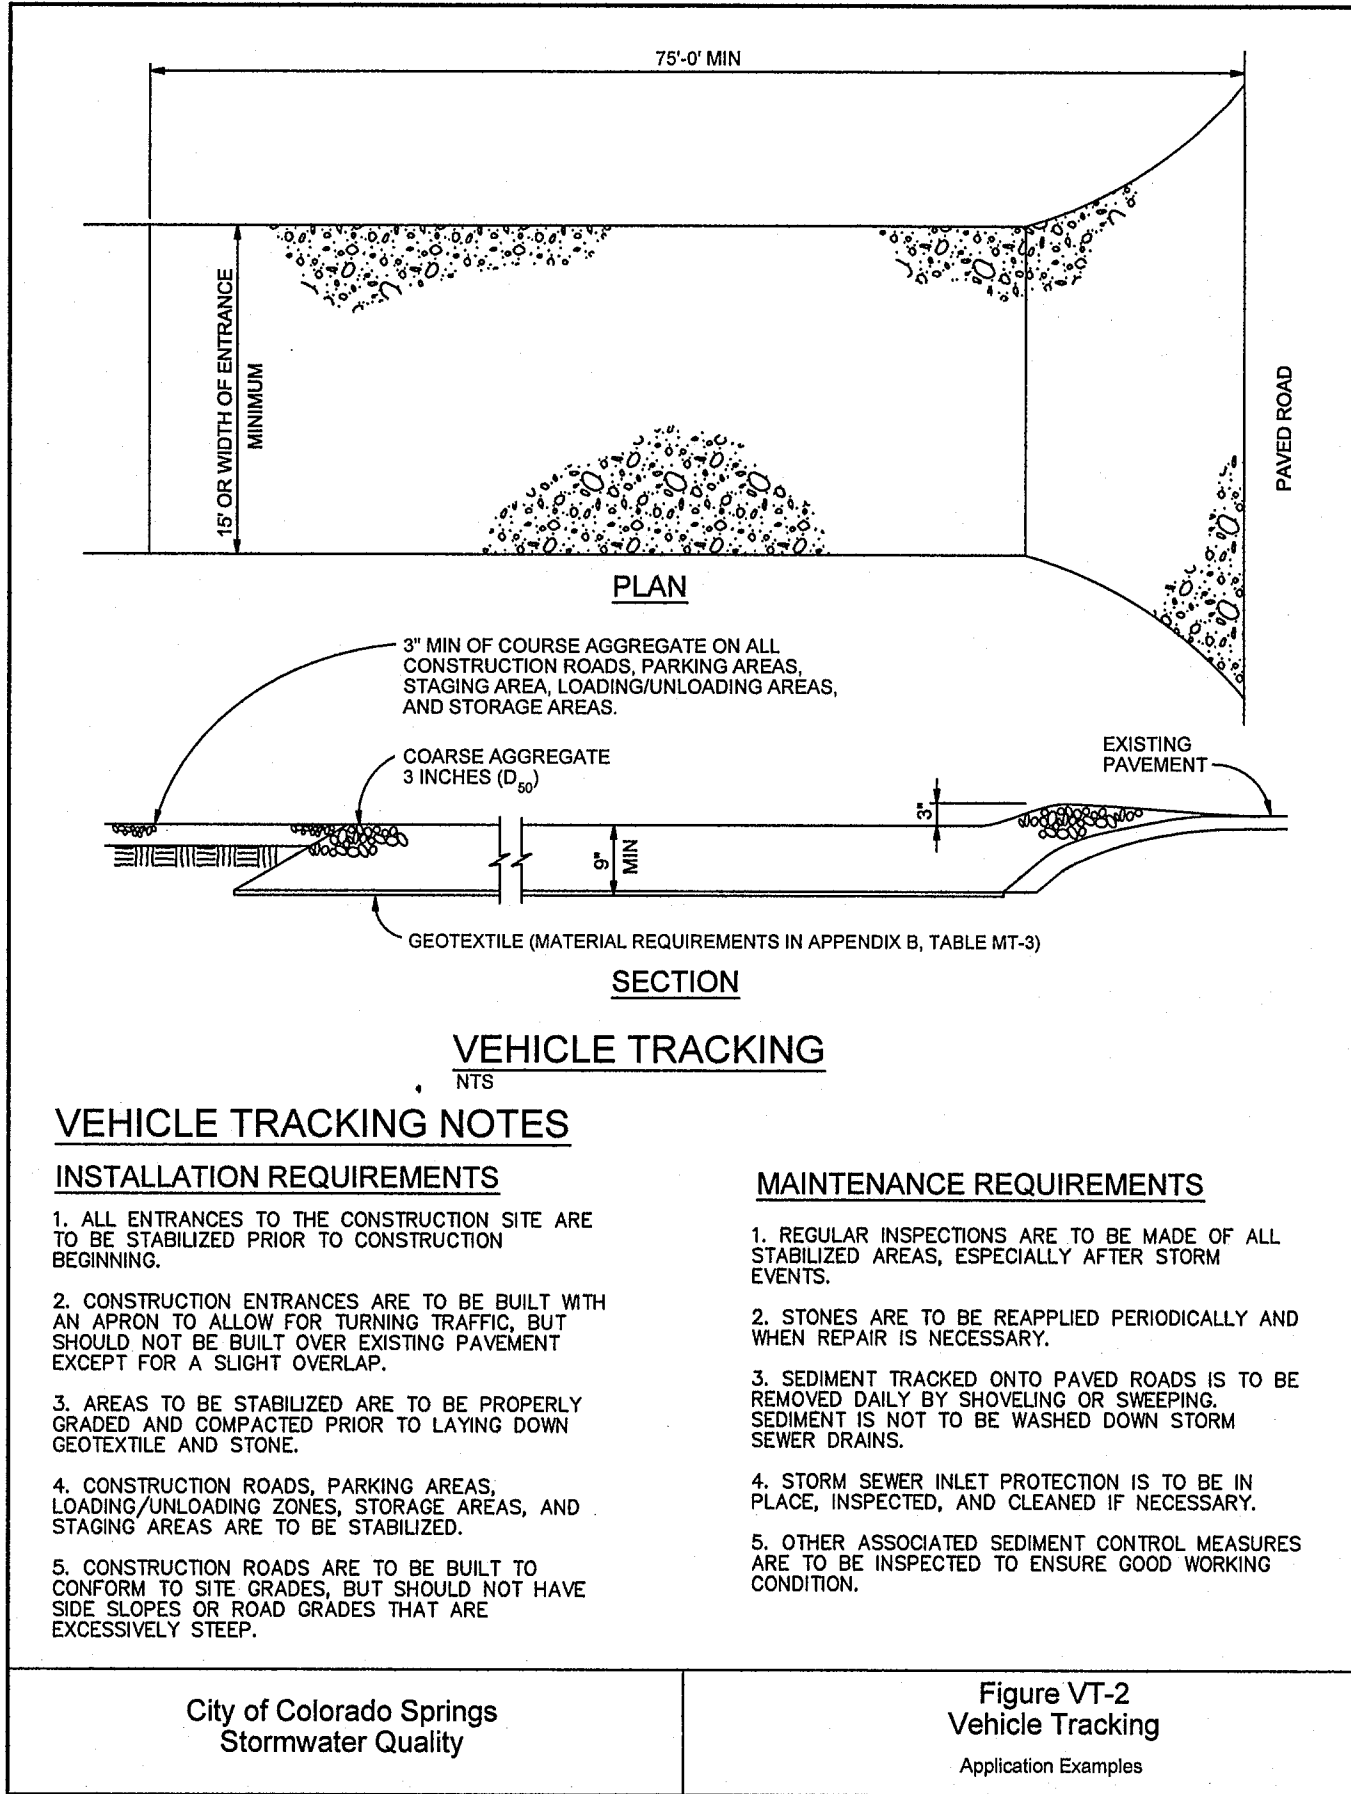 75'-0' MIN
15' OR WIDTH OF ENTRANCE
MINIMUM
PAVED ROAD
PLAN
3" MIN OF COURSE AGGREGATE ON ALL
CONSTRUCTION ROADS, PARKING AREAS,
STAGING AREA, LOADING/UNLOADING AREAS,
AND STORAGE AREAS.
COARSE AGGREGATE
3 INCHES (D50)
EXISTING
PAVEMENT
3"
9"
MIN
GEOTEXTILE (MATERIAL REQUIREMENTS IN APPENDIX B, TABLE MT-3)
SECTION
VEHICLE TRACKING
NTS
VEHICLE TRACKING NOTES
INSTALLATION REQUIREMENTS
1. ALL ENTRANCES TO THE CONSTRUCTION SITE ARE
TO BE STABILIZED PRIOR TO CONSTRUCTION
BEGINNING.
2. CONSTRUCTION ENTRANCES ARE TO BE BUILT WITH
AN APRON TO ALLOW FOR TURNING TRAFFIC, BUT
SHOULD NOT BE BUILT OVER EXISTING PAVEMENT
EXCEPT FOR A SLIGHT OVERLAP.
3. AREAS TO BE STABILIZED ARE TO BE PROPERLY
GRADED AND COMPACTED PRIOR TO LAYING DOWN
GEOTEXTILE AND STONE.
4. CONSTRUCTION ROADS, PARKING AREAS,
LOADING/UNLOADING ZONES, STORAGE AREAS, AND
STAGING AREAS ARE TO BE STABILIZED.
5. CONSTRUCTION ROADS ARE TO BE BUILT TO
CONFORM TO SITE GRADES, BUT SHOULD NOT HAVE
SIDE SLOPES OR ROAD GRADES THAT ARE
EXCESSIVELY STEEP.
MAINTENANCE REQUIREMENTS
1. REGULAR INSPECTIONS ARE TO BE MADE OF ALL
STABILIZED AREAS, ESPECIALLY AFTER STORM
EVENTS.
2. STONES ARE TO BE REAPPLIED PERIODICALLY AND
WHEN REPAIR IS NECESSARY.
3. SEDIMENT TRACKED ONTO PAVED ROADS IS TO BE
REMOVED DAILY BY SHOVELING OR SWEEPING.
SEDIMENT IS NOT TO BE WASHED DOWN STORM
SEWER DRAINS.
4. STORM SEWER INLET PROTECTION IS TO BE IN
PLACE, INSPECTED, AND CLEANED IF NECESSARY.
5. OTHER ASSOCIATED SEDIMENT CONTROL MEASURES
ARE TO BE INSPECTED TO ENSURE GOOD WORKING
CONDITION.
City of Colorado Springs
Stormwater Quality
Figure VT-2
Vehicle Tracking
Application Examples